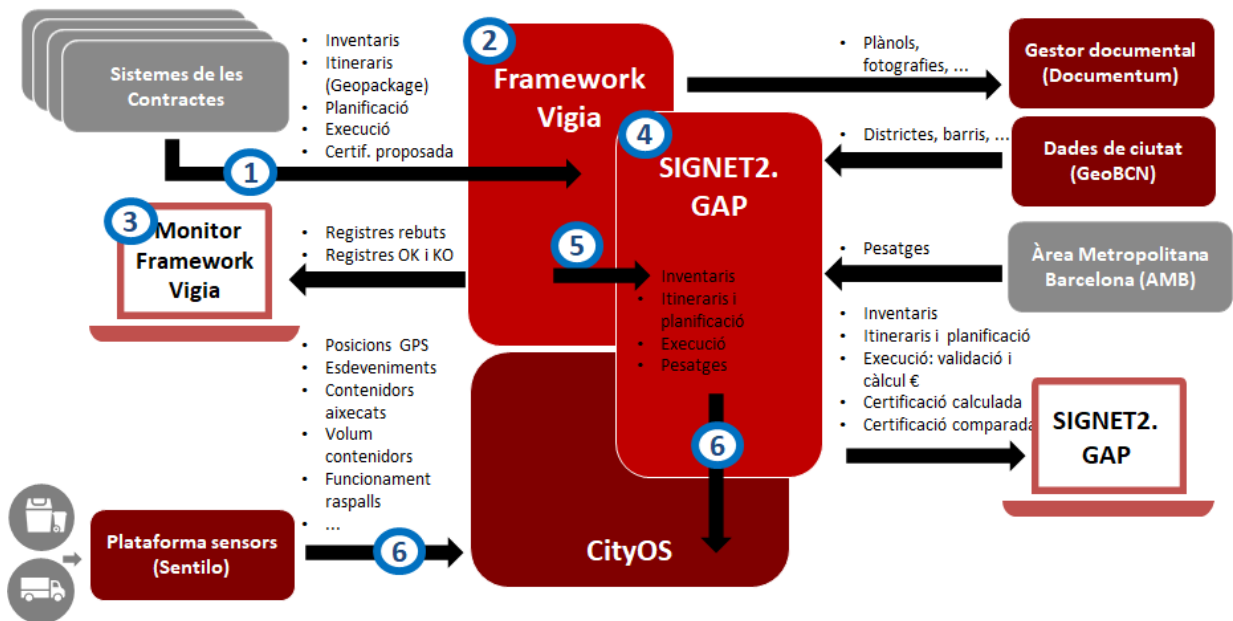 Sistemes de les
Contractes
• Inventaris
• Itineraris
(Geopackage)
• Planificació
• Execució
• Certif. proposada
1
2
Framework
Vigia
• Plànols,
fotografies, ...
Gestor documental
(Documentum)
4
SIGNET2.
GAP
• Districtes, barris, ...
Dades de ciutat
(GeoBCN)
3
Monitor
Framework
Vigia
• Registres rebuts
• Registres OK i KO
5
• Inventaris
• Itineraris i
planificació
• Execució
• Pesatges
• Pesatges
Àrea Metropolitana
Barcelona (AMB)
• Inventaris
• Itineraris i planificació
• Execució: validació i
càlcul €
• Certificació calculada
• Certificació comparada
SIGNET2.
GAP
• Posicions GPS
• Esdeveniments
• Contenidors
aixecats
• Volum
contenidors
• Funcionament
raspalls
• ...
Plataforma sensors
(Sentilo)
6
6
CityOS